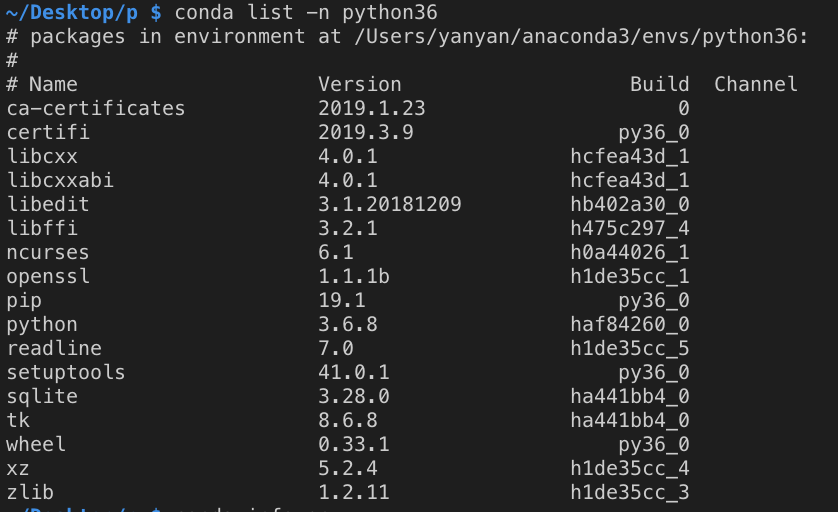 ~/Desktop/p $ conda list -n python36
# packages in environment at /Users/yanyan/anaconda3/envs/python36:
#
# Name                    Version                   Build  Channel
ca-certificates           2019.1.23                     0
certifi                   2019.3.9                 py36_0
libcxx                    4.0.1                hcfea43d_1
libcxxabi                 4.0.1                hcfea43d_1
libedit                   3.1.20181209         hb402a30_0
libffi                    3.2.1                h475c297_4
ncurses                   6.1                  h0a44026_1
openssl                   1.1.1b               h1de35cc_1
pip                       19.1                     py36_0
python                    3.6.8                haf84260_0
readline                  7.0                  h1de35cc_5
setuptools                41.0.1                   py36_0
sqlite                    3.28.0               ha441bb4_0
tk                        8.6.8                ha441bb4_0
wheel                     0.33.1                   py36_0
xz                        5.2.4                h1de35cc_4
zlib                      1.2.11               h1de35cc_3
~/Desktop/p $